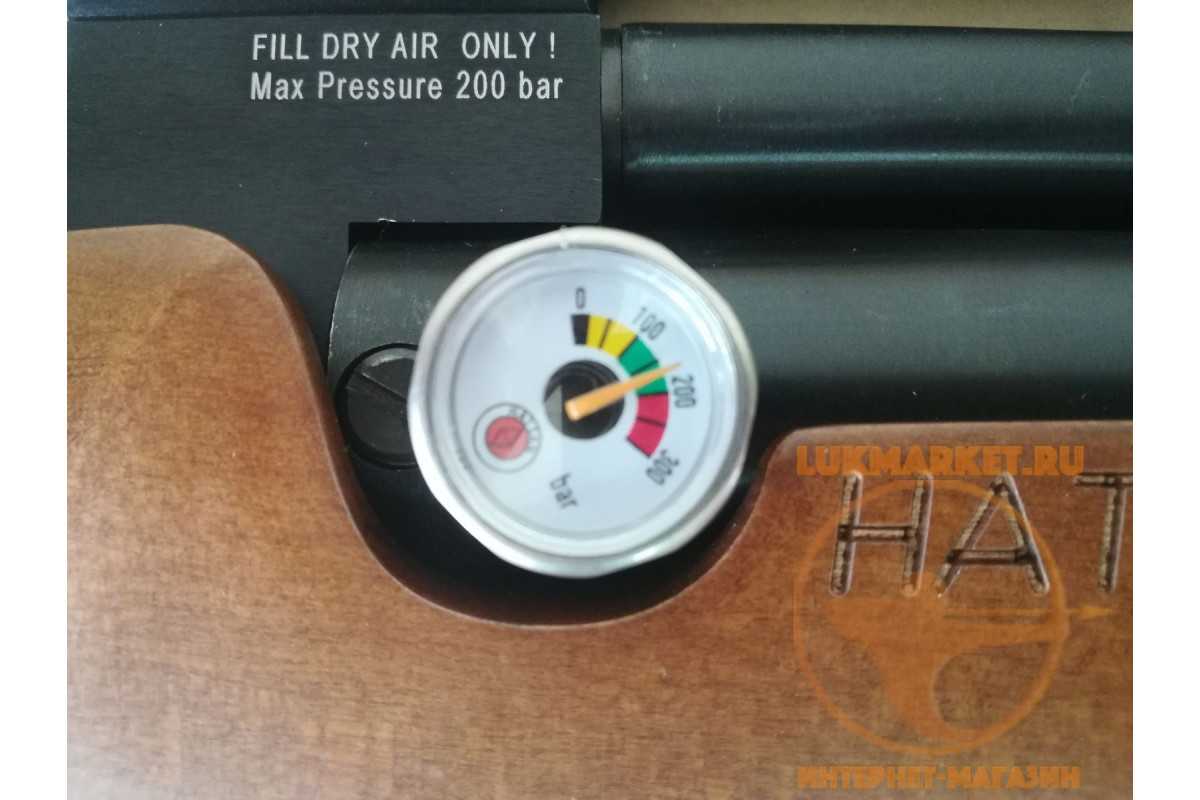 FILL DRY AIR ONLY !
Max Pressure 200 bar
0
100
200
300
bar
LUKMARKET.RU
HAT
ИНТЕРНЕТ-МАГАЗИН